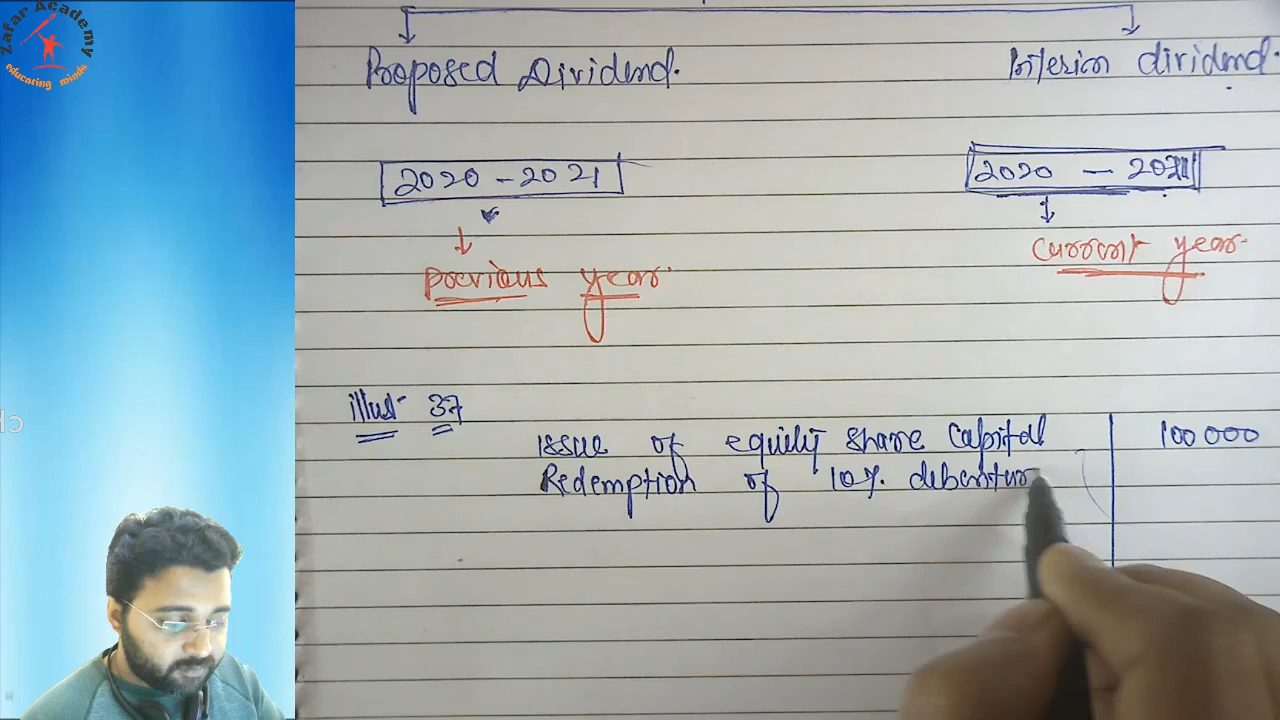 Zafar Academy
educating minds
Proposed Dividend.
Interim dividend.
2020 - 2021
2020 - 2021
Previous year.
Current year.
illust 37
Issue of equity share capital 100000
Redemption of 10% debentur